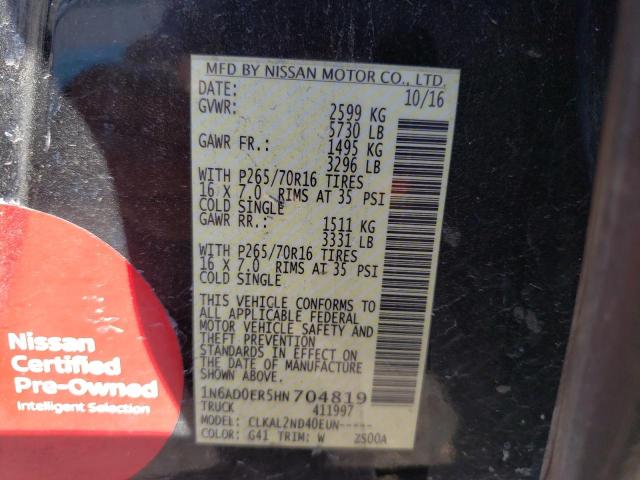 MFD BY NISSAN MOTOR CO., LTD.
DATE: 10/16
GVWR: 2599 KG
5730 LB
GAWR FR.: 1495 KG
3296 LB
WITH P265/70R16 TIRES
16 X 7.0 RIMS AT 35 PSI
COLD SINGLE
GAWR RR.: 1511 KG
3331 LB
WITH P265/70R16 TIRES
16 X 7.0 RIMS AT 35 PSI
COLD SINGLE
THIS VEHICLE CONFORMS TO
ALL APPLICABLE FEDERAL
MOTOR VEHICLE SAFETY AND
THEFT PREVENTION
STANDARDS IN EFFECT ON
THE DATE OF MANUFACTURE
SHOWN ABOVE.
1N6AD0ER5HN704819
TRUCK 411997
MODEL: CLKAL2ND40EUN-----
COLOR: G41 TRIM: W ZS00A
Nissan
Certified
Pre-Owned
Intelligent Selection